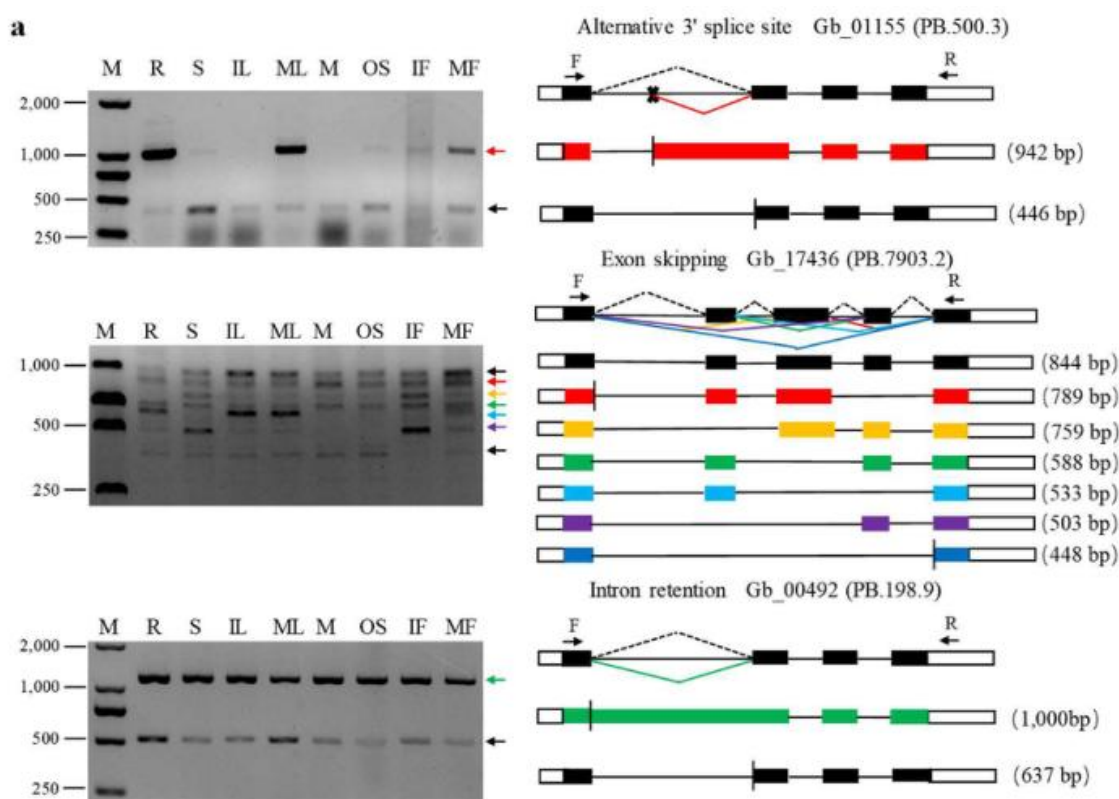 a
Alternative 3' splice site Gb_01155 (PB.500.3)
M R S IL ML M OS IF MF
F R
2,000
1,000
500
250
(942 bp)
(446 bp)
Exon skipping Gb_17436 (PB.7903.2)
F R
M R S IL ML M OS IF MF
1,000
500
250
(844 bp)
(789 bp)
(759 bp)
(588 bp)
(533 bp)
(503 bp)
(448 bp)
Intron retention Gb_00492 (PB.198.9)
M R S IL ML M OS IF MF
F R
2,000
1,000
500
250
(1,000bp)
(637 bp)